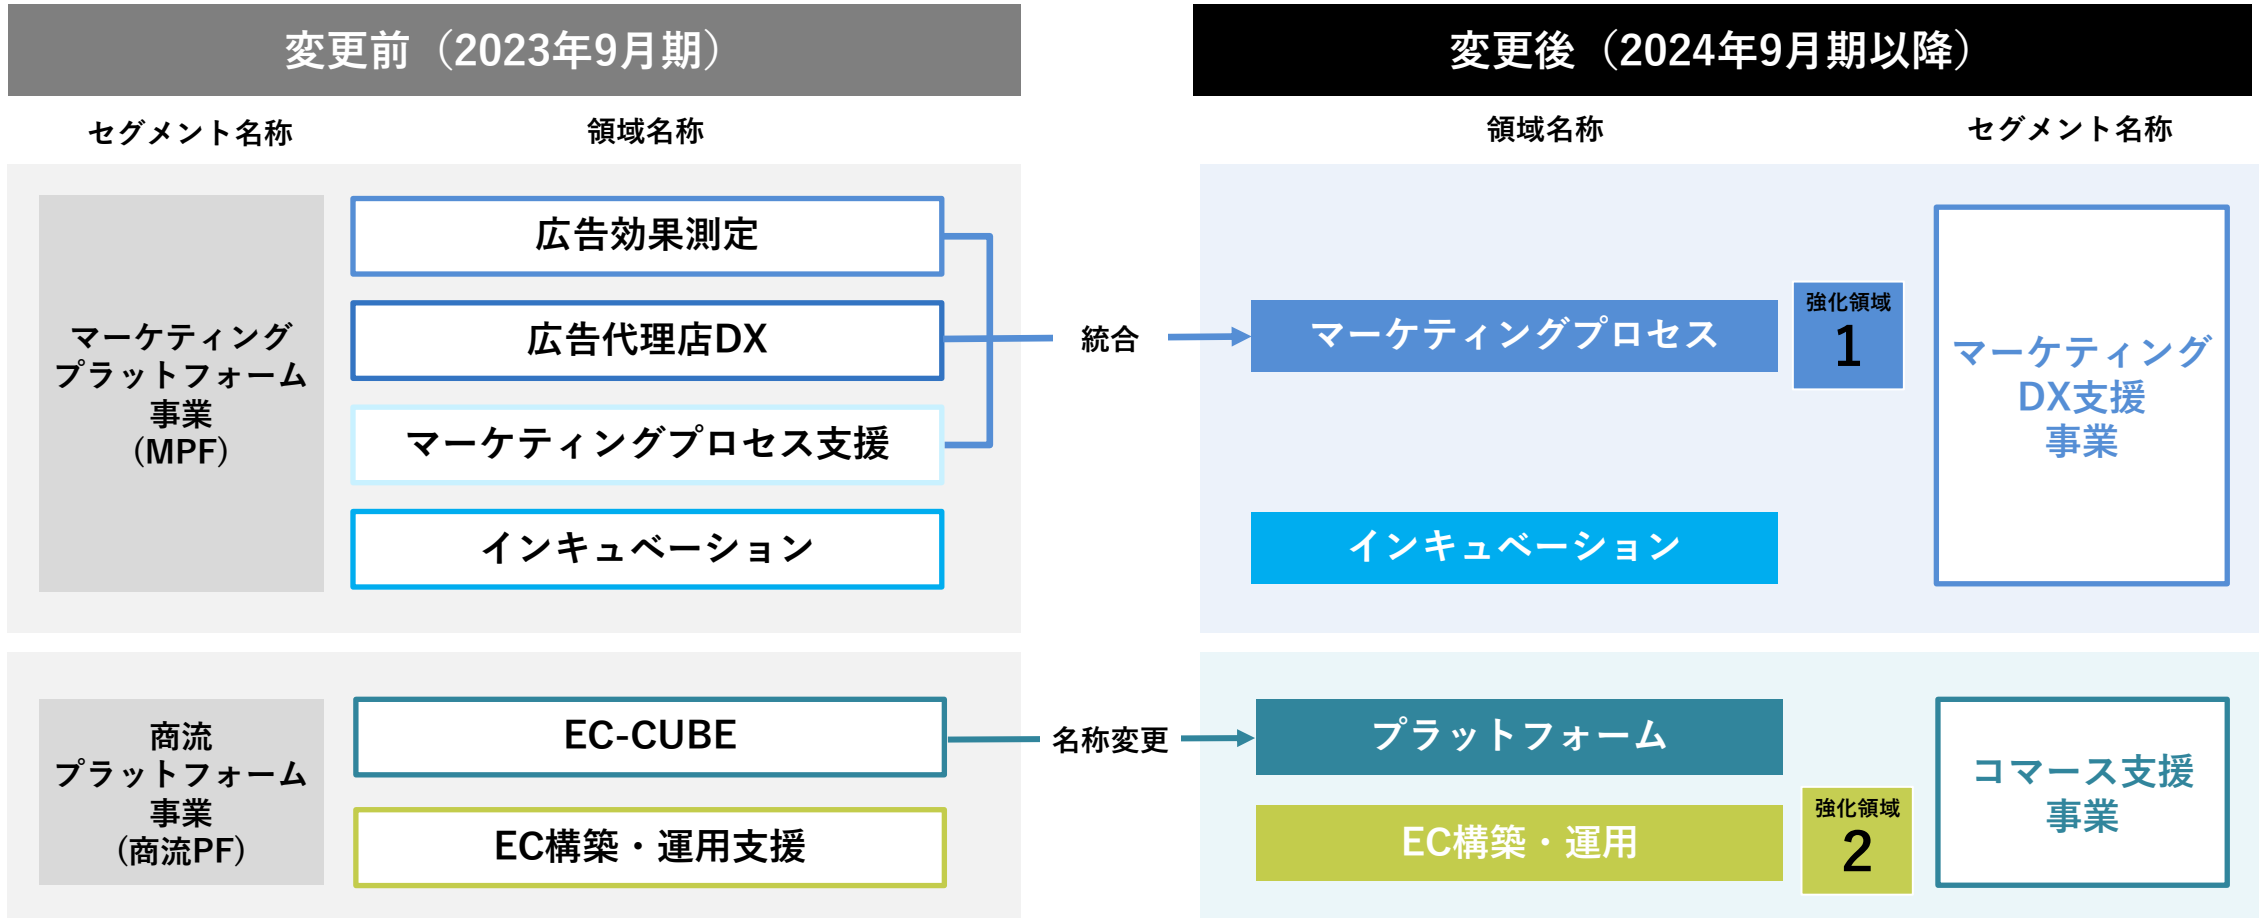 変更前（2023年9月期）
変更後（2024年9月期以降）
セグメント名称
領域名称
領域名称
セグメント名称
マーケティング
プラットフォーム
事業
(MPF)
広告効果測定
広告代理店DX
マーケティングプロセス支援
インキュベーション
統合
マーケティングプロセス
強化領域
1
インキュベーション
マーケティング
DX支援
事業
商流
プラットフォーム
事業
(商流PF)
EC-CUBE
EC構築・運用支援
名称変更
プラットフォーム
EC構築・運用
強化領域
2
コマース支援
事業